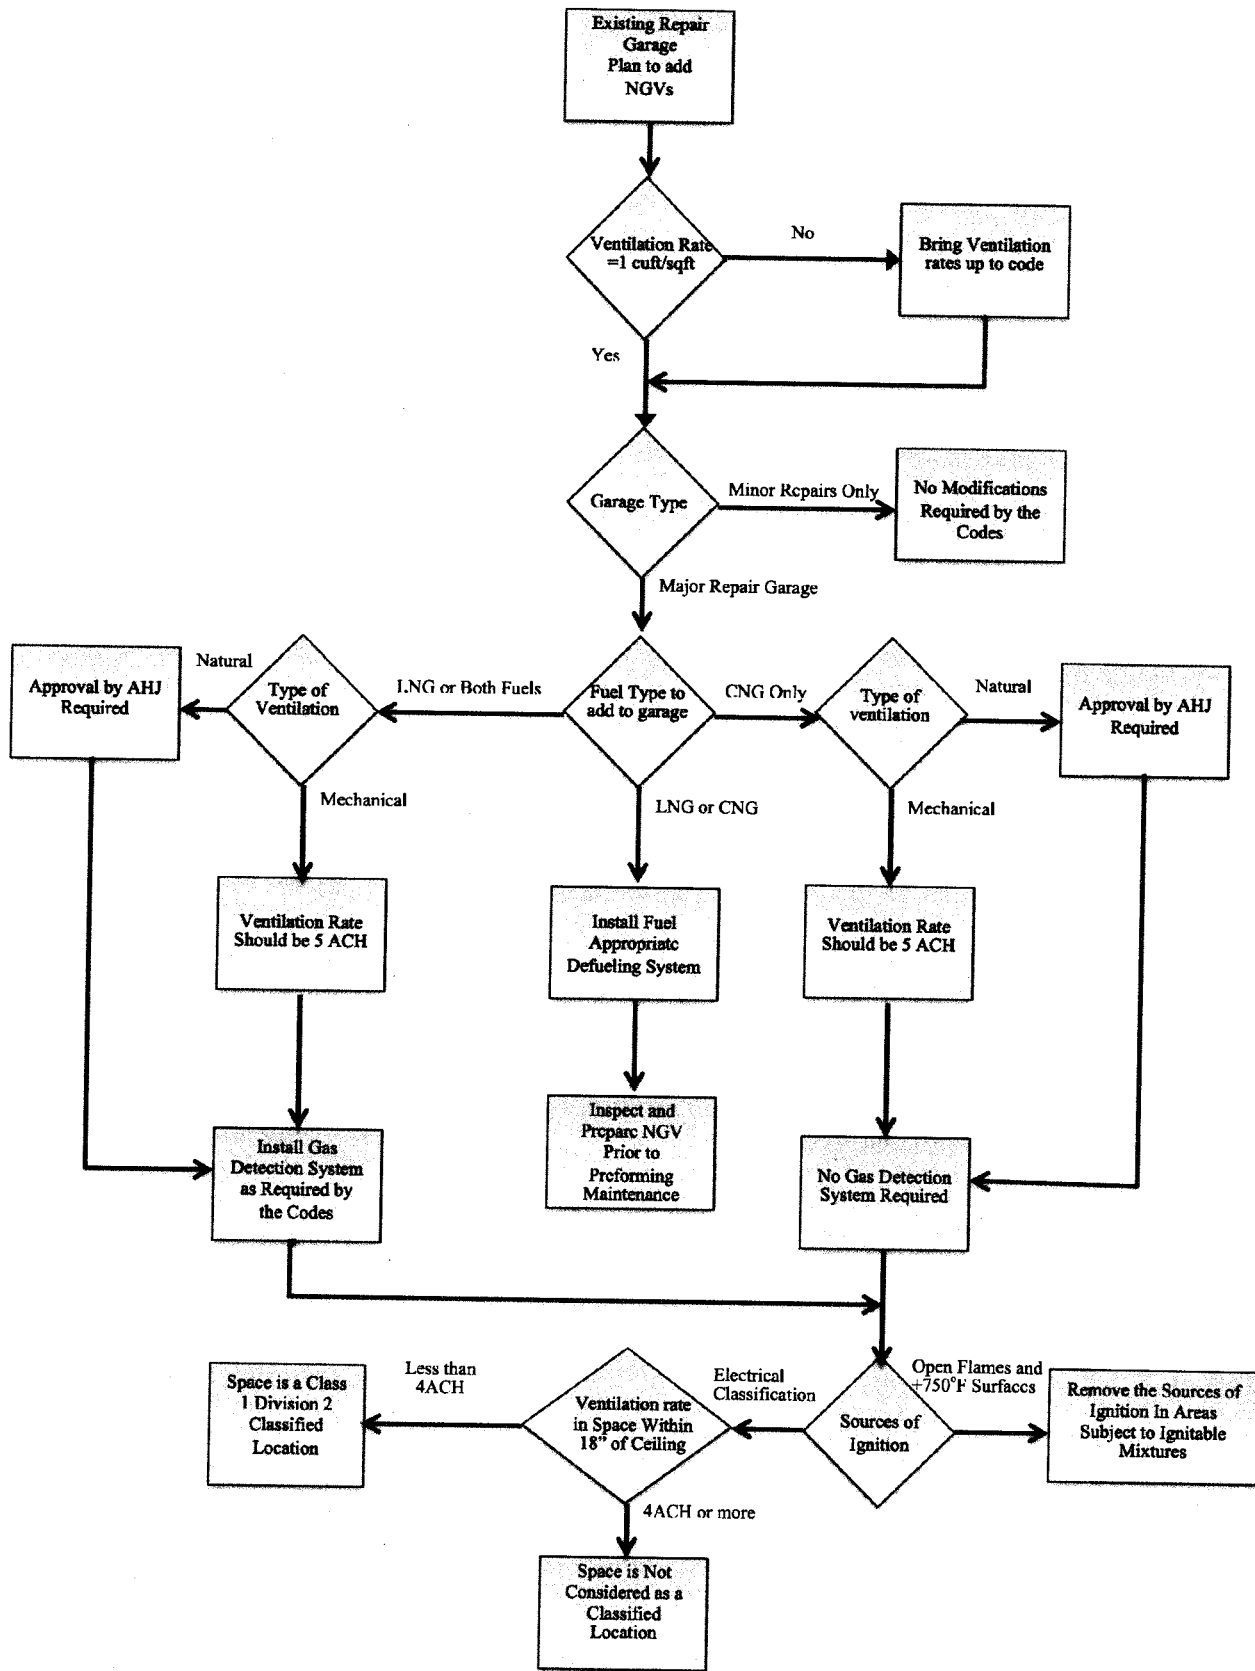 Existing Repair
Garage
Plan to add
NGVs
Ventilation Rate
=1 cuft/sqft
No
Bring Ventilation
rates up to code
Yes
Garage Type
Minor Repairs Only
No Modifications
Required by the
Codes
Major Repair Garage
Approval by AHJ
Required
Natural
Type of
Ventilation
LNG or Both Fuels
Fuel Type to
add to garage
CNG Only
Type of
ventilation
Natural
Approval by AHJ
Required
Mechanical
LNG or CNG
Mechanical
Ventilation Rate
Should be 5 ACH
Install Fuel
Appropriate
Defueling System
Ventilation Rate
Should be 5 ACH
Install Gas
Detection System
as Required by
the Codes
Inspect and
Prepare NGV
Prior to
Preforming
Maintenance
No Gas Detection
System Required
Space is a Class
1 Division 2
Classified
Location
Less than
4ACH
Ventilation rate
in Space Within
18" of Ceiling
Electrical
Classification
Sources of
Ignition
Open Flames and
+750°F Surfaces
Remove the Sources of
Ignition In Areas
Subject to Ignitable
Mixtures
4ACH or more
Space is Not
Considered as a
Classified
Location